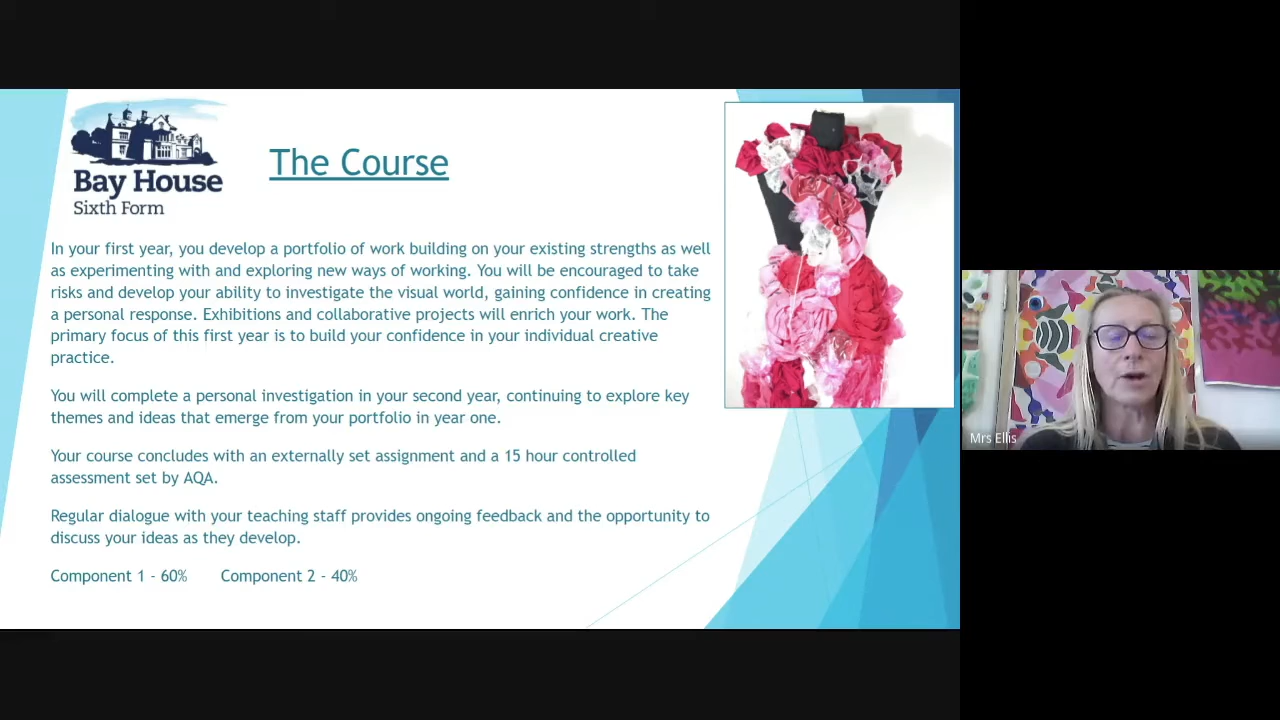 Bay House
Sixth Form
The Course
In your first year, you develop a portfolio of work building on your existing strengths as well
as experimenting with and exploring new ways of working. You will be encouraged to take
risks and develop your ability to investigate the visual world, gaining confidence in creating
a personal response. Exhibitions and collaborative projects will enrich your work. The
primary focus of this first year is to build your confidence in your individual creative
practice.
You will complete a personal investigation in your second year, continuing to explore key
themes and ideas that emerge from your portfolio in year one.
Your course concludes with an externally set assignment and a 15 hour controlled
assessment set by AQA.
Regular dialogue with your teaching staff provides ongoing feedback and the opportunity to
discuss your ideas as they develop.
Component 1 - 60% Component 2 - 40%
Mrs Ellis